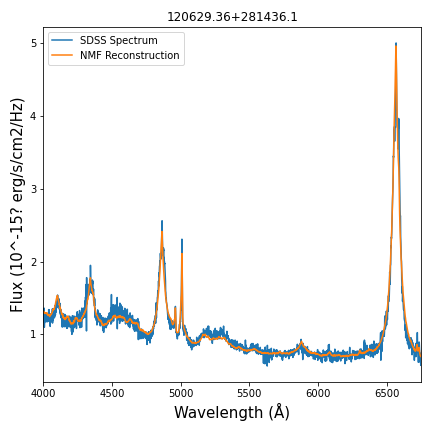 120629.36+281436.1
SDSS Spectrum
NMF Reconstruction
Flux (10^-15? erg/s/cm2/Hz)
5
4
3
2
1
4000 4500 5000 5500 6000 6500
Wavelength (Å)